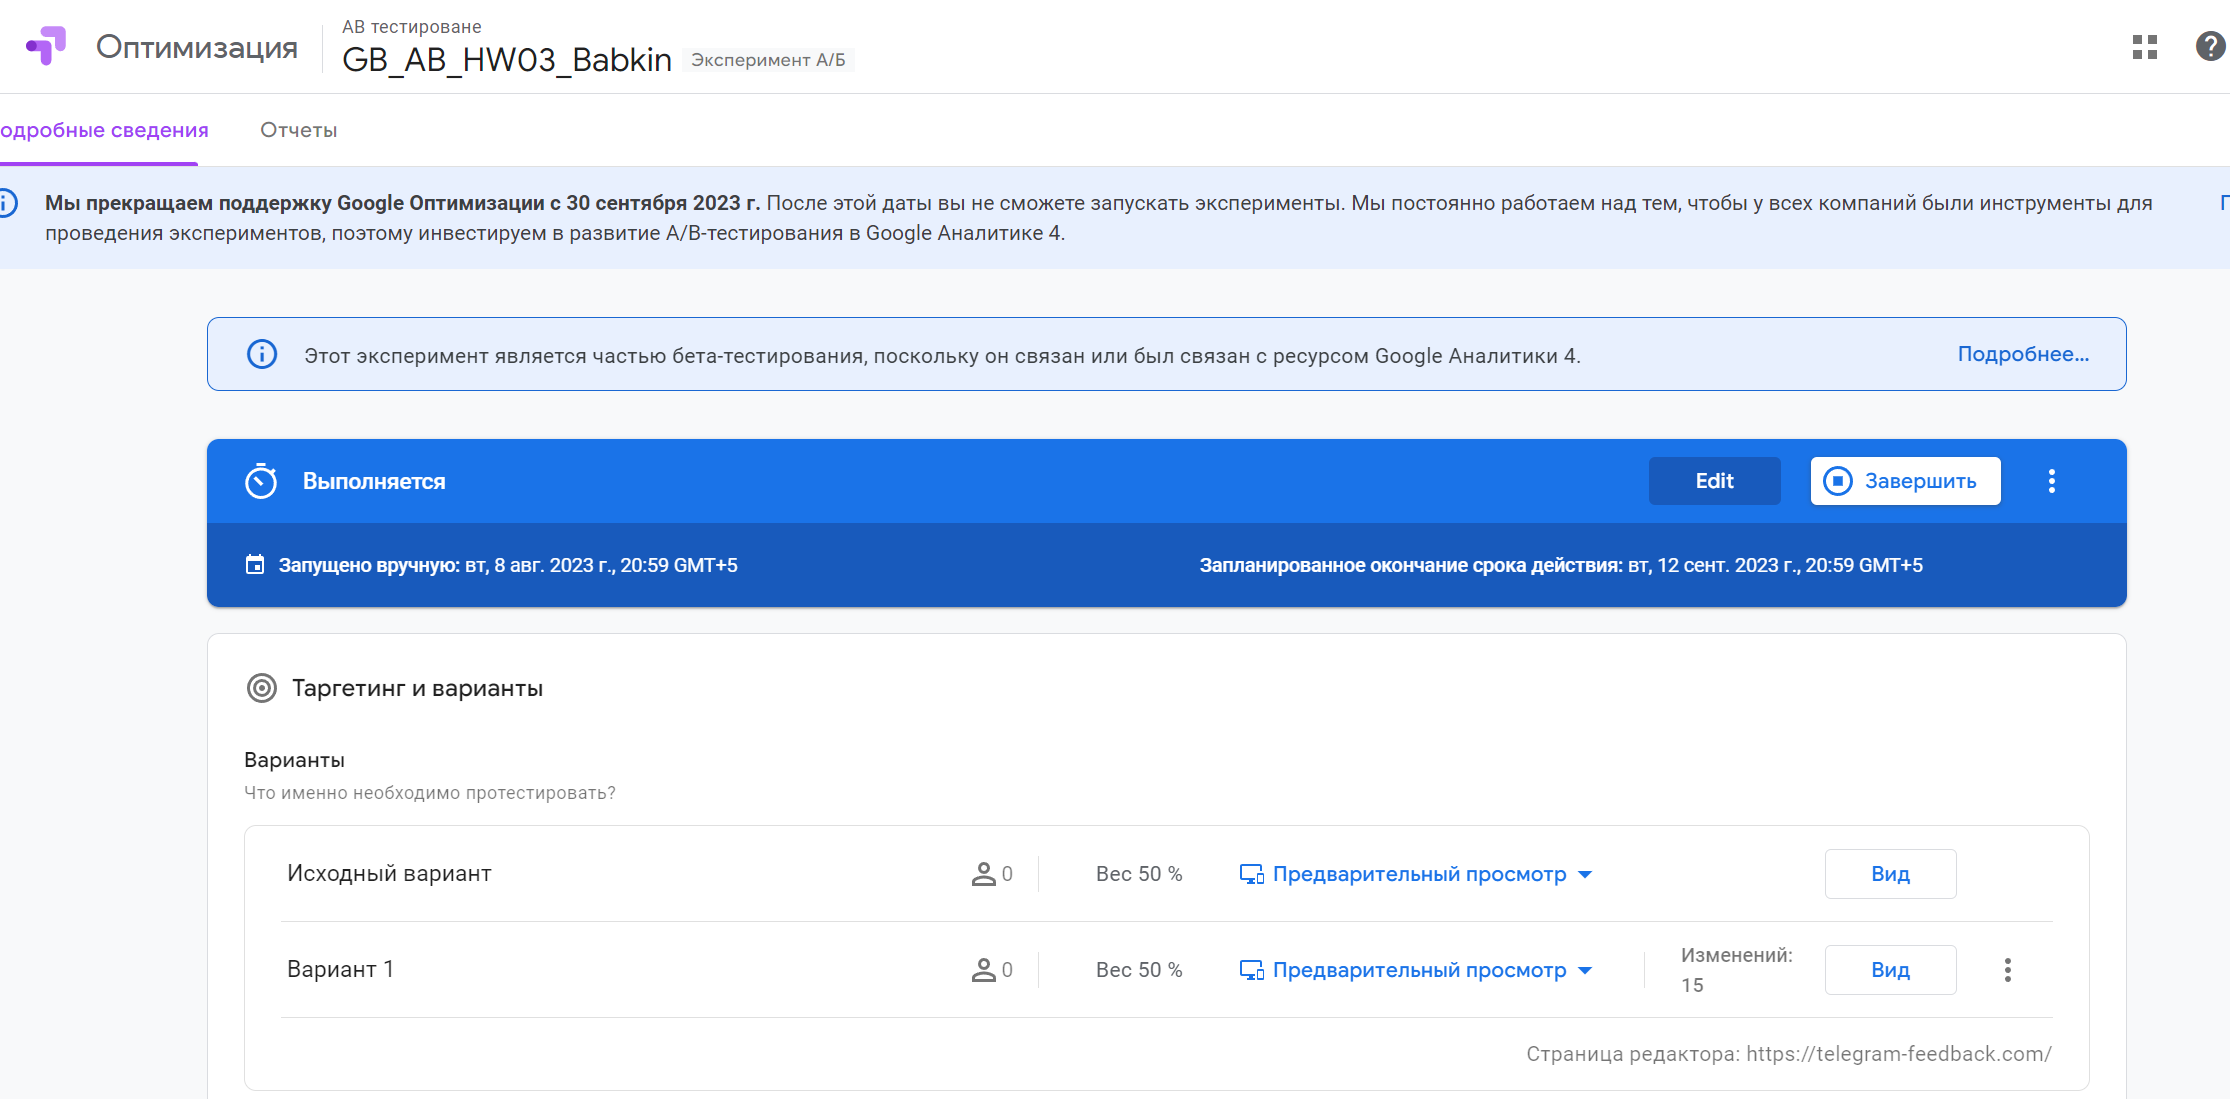 Оптимизация
АВ тестироване
GB_AB_HW03_Babkin
Эксперимент А/Б
одробные сведения
Отчеты
Мы прекращаем поддержку Google Оптимизации с 30 сентября 2023 г. После этой даты вы не сможете запускать эксперименты. Мы постоянно работаем над тем, чтобы у всех компаний были инструменты для
проведения экспериментов, поэтому инвестируем в развитие A/B-тестирования в Google Аналитике 4.
Этот эксперимент является частью бета-тестирования, поскольку он связан или был связан с ресурсом Google Аналитики 4.
Подробнее...
Выполняется
Edit
Завершить
Запущено вручную: вт, 8 авг. 2023 г., 20:59 GMT+5
Запланированное окончание срока действия: вт, 12 сент. 2023 г., 20:59 GMT+5
Таргетинг и варианты
Варианты
Что именно необходимо протестировать?
Исходный вариант
0
Вес 50 %
Предварительный просмотр
Вид
Вариант 1
0
Вес 50 %
Предварительный просмотр
Изменений:
15
Вид
Страница редактора: https://telegram-feedback.com/